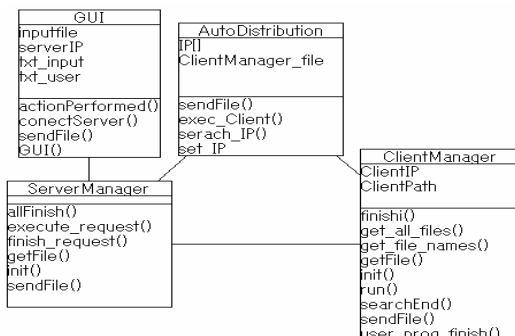 GUI
inputfile
serverIP
txt_input
txt_user
actionPerformed()
conectServer()
sendFile()
GUI()
AutoDistribution
IP[]
ClientManager_file
sendFile()
exec_Client()
serach_IP()
set_IP
ServerManager
allFinish()
execute_request()
finish_request()
getFile()
init()
sendFile()
ClientManager
ClientIP
ClientPath
finishi()
get_all_files()
get_file_names()
getFile()
init()
run()
searchEnd()
sendFile()
user_prog_finish()